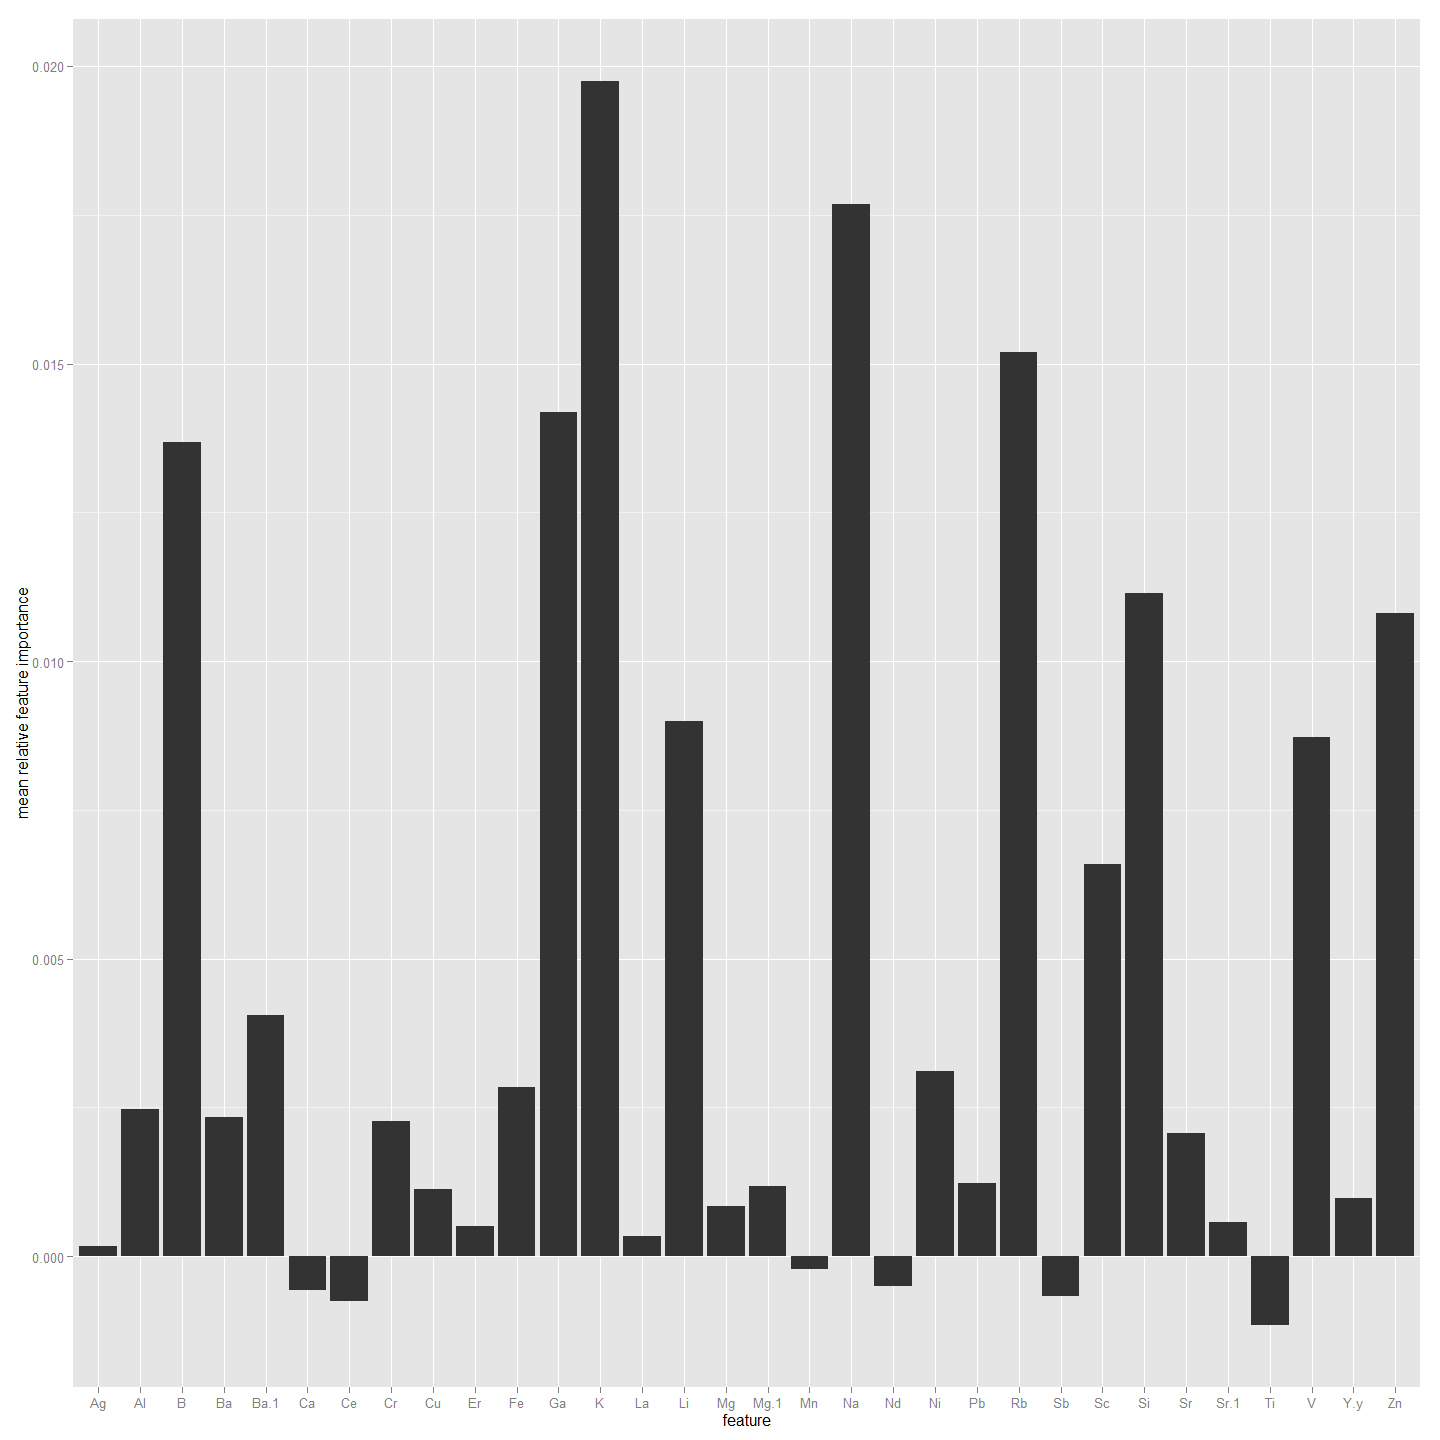 mean relative feature importance
0.020
0.015
0.010
0.005
0.000
Ag Al B Ba Ba.1 Ca Ce Cr Cu Er Fe Ga K La Li Mg Mg.1 Mn Na Nd Ni Pb Rb Sb Sc Si Sr Sr.1 Ti V Y.y Zn
feature